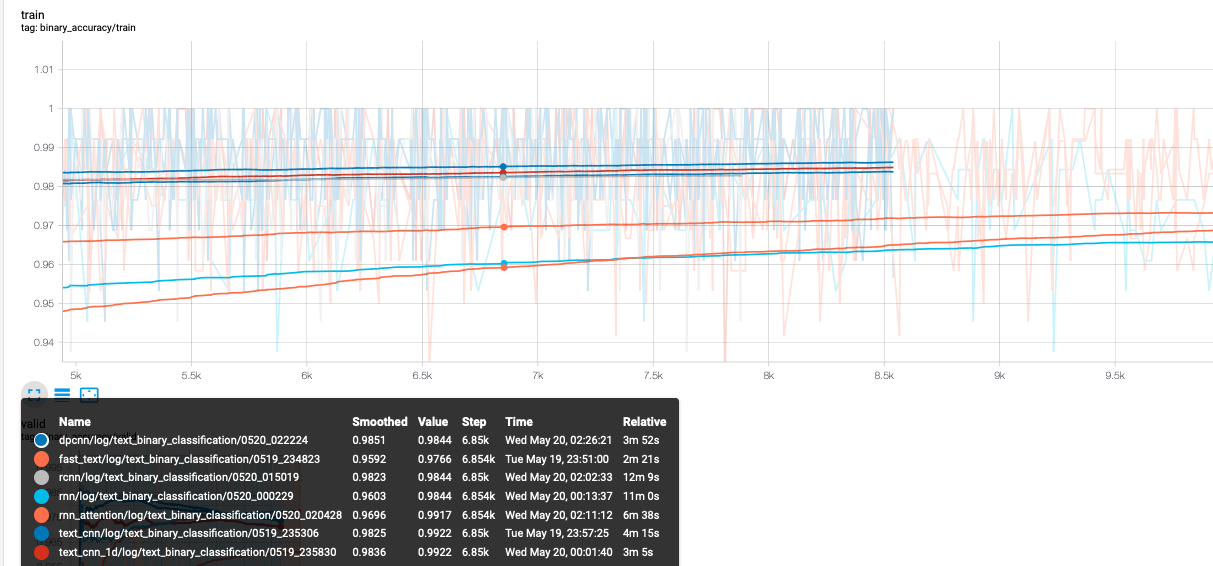 train
tag: binary_accuracy/train
1.01
1
0.99
0.98
0.97
0.96
0.95
0.94
5k 5.5k 6k 6.5k 7k 7.5k 8k 8.5k 9k 9.5k
valid
Name Smoothed Value Step Time Relative
dpcnn/log/text_binary_classification/0520_022224 0.9851 0.9844 6.85k Wed May 20, 02:26:21 3m 52s
fast_text/log/text_binary_classification/0519_234823 0.9592 0.9766 6.854k Tue May 19, 23:51:00 2m 21s
rcnn/log/text_binary_classification/0520_015019 0.9823 0.9844 6.85k Wed May 20, 02:02:33 12m 9s
rnn/log/text_binary_classification/0520_000229 0.9603 0.9844 6.854k Wed May 20, 00:13:37 11m 0s
rnn_attention/log/text_binary_classification/0520_020428 0.9696 0.9917 6.854k Wed May 20, 02:11:12 6m 38s
text_cnn/log/text_binary_classification/0519_235306 0.9825 0.9922 6.85k Tue May 19, 23:57:25 4m 15s
text_cnn_1d/log/text_binary_classification/0519_235830 0.9836 0.9922 6.85k Wed May 20, 00:01:40 3m 5s